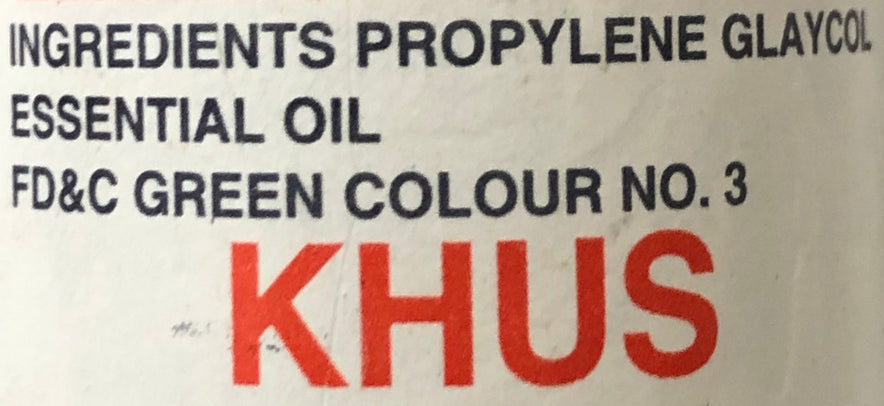 INGREDIENTS PROPYLENE GLAYCOL
ESSENTIAL OIL
FD&C GREEN COLOUR NO. 3
KHUS